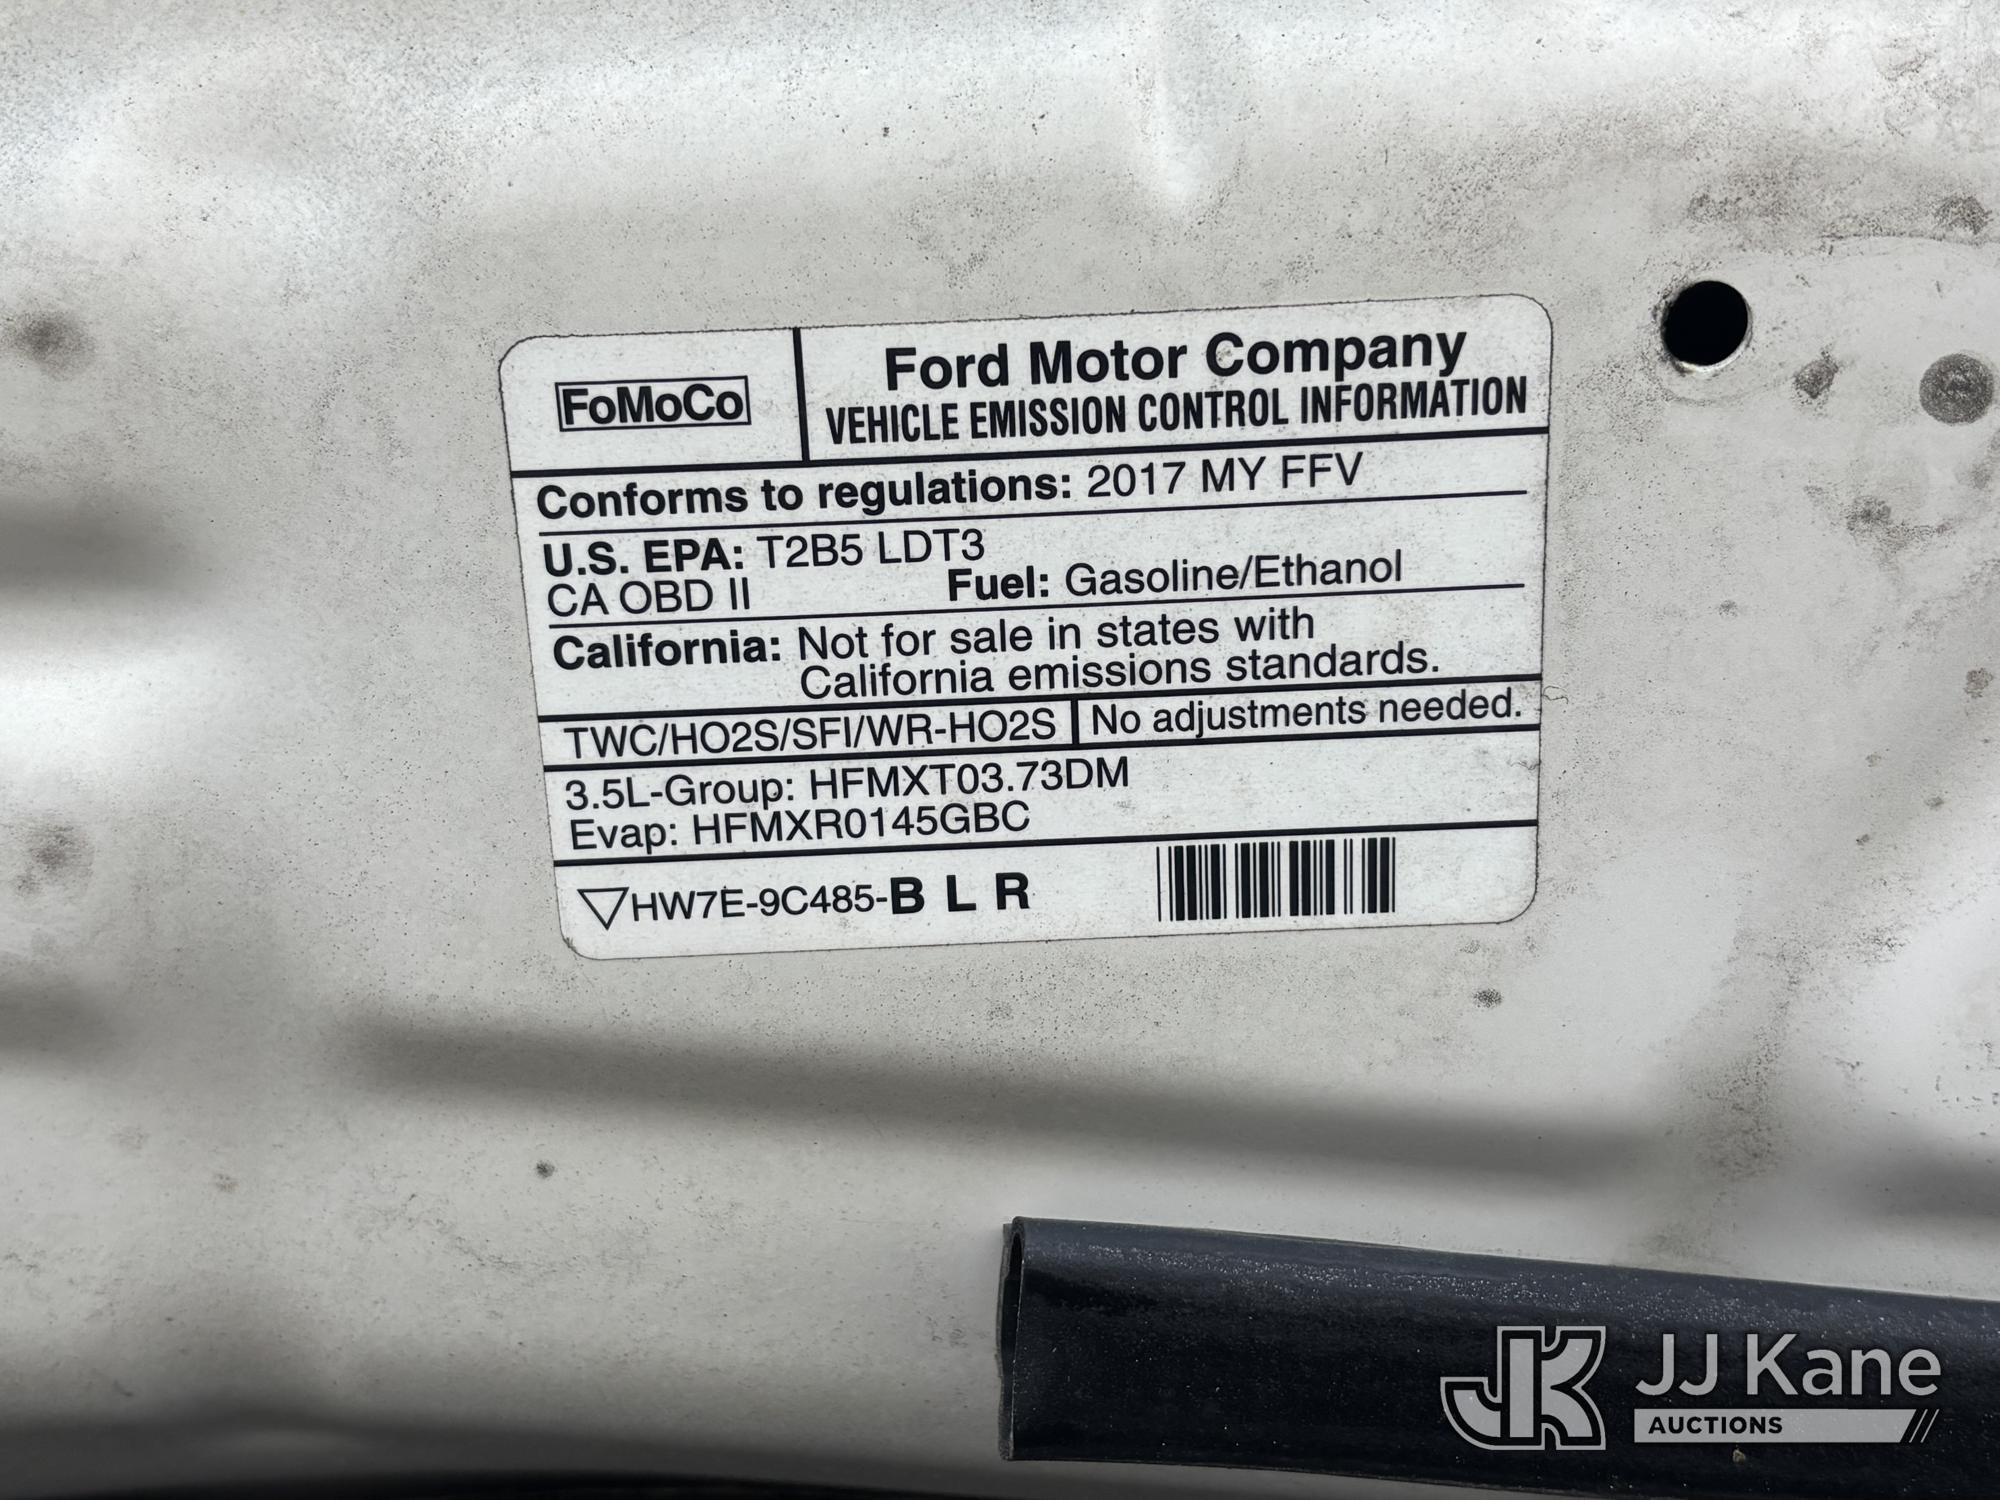 FoMoCo
Ford Motor Company
VEHICLE EMISSION CONTROL INFORMATION
Conforms to regulations: 2017 MY FFV
U.S. EPA: T2B5 LDT3
CA OBD II Fuel: Gasoline/Ethanol
California: Not for sale in states with
California emissions standards.
TWC/HO2S/SFI/WR-HO2S No adjustments needed.
3.5L-Group: HFMXT03.73DM
Evap: HFMXR0145GBC
▽HW7E-9C485-B L R
JK JJ Kane
AUCTIONS